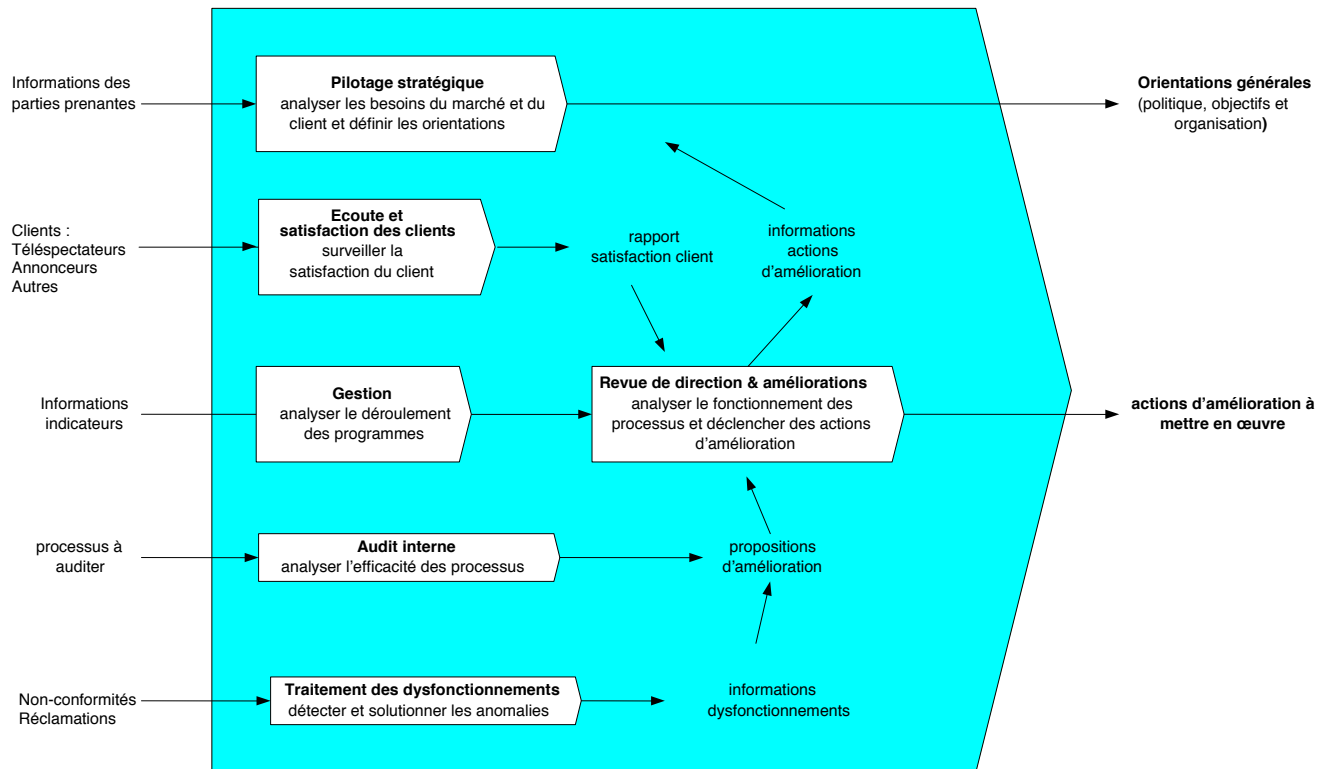 Informations des
parties prenantes
Pilotage stratégique
analyser les besoins du marché et du
client et définir les orientations
Orientations générales
(politique, objectifs et
organisation)
Clients :
Téléspectateurs
Annonceurs
Autres
Ecoute et
satisfaction des clients
surveiller la
satisfaction du client
rapport
satisfaction client
informations
actions
d'amélioration
Informations
indicateurs
Gestion
analyser le déroulement
des programmes
Revue de direction & améliorations
analyser le fonctionnement des
processus et déclencher des actions
d'amélioration
actions d'amélioration à
mettre en œuvre
processus à
auditer
Audit interne
analyser l'efficacité des processus
propositions
d'amélioration
Non-conformités
Réclamations
Traitement des dysfonctionnements
détecter et solutionner les anomalies
informations
dysfonctionnements